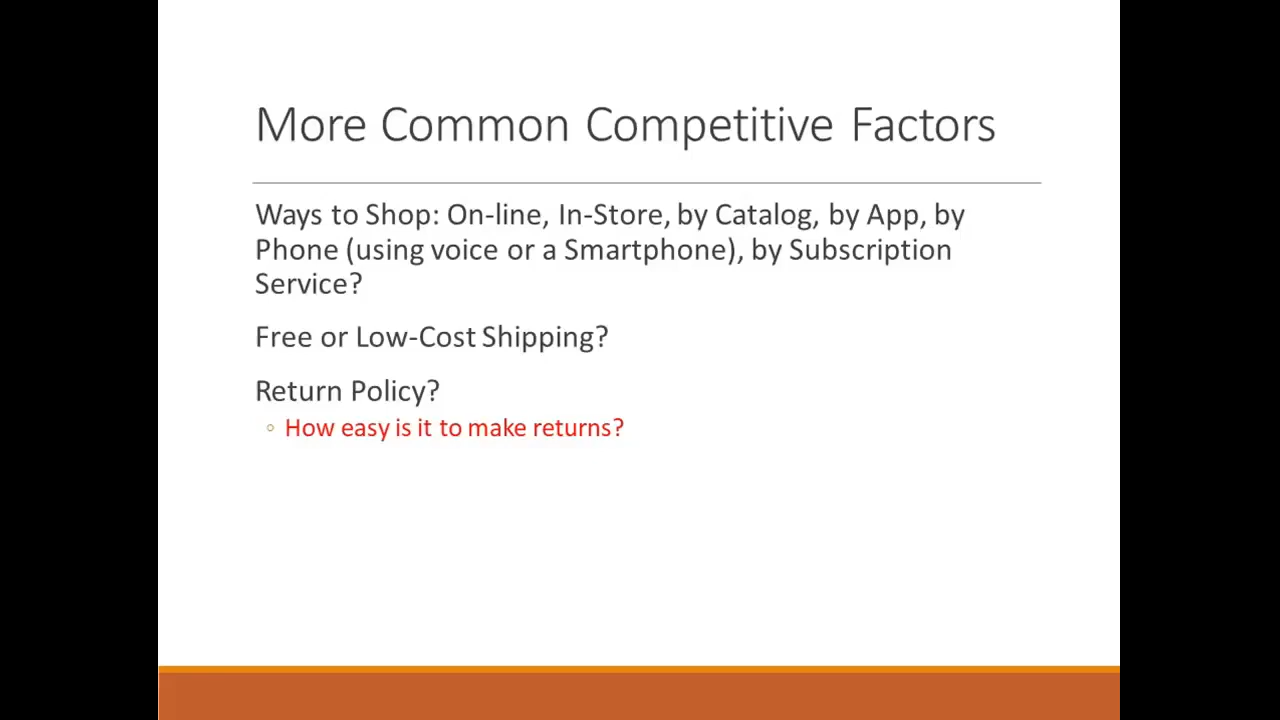 More Common Competitive Factors
Ways to Shop: On-line, In-Store, by Catalog, by App, by
Phone (using voice or a Smartphone), by Subscription
Service?
Free or Low-Cost Shipping?
Return Policy?
◦ How easy is it to make returns?